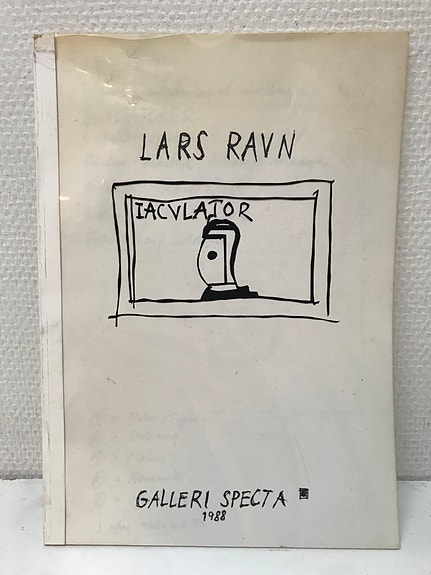 LARS RAVN
IACVLATOR
GALLERI SPECTA
1988